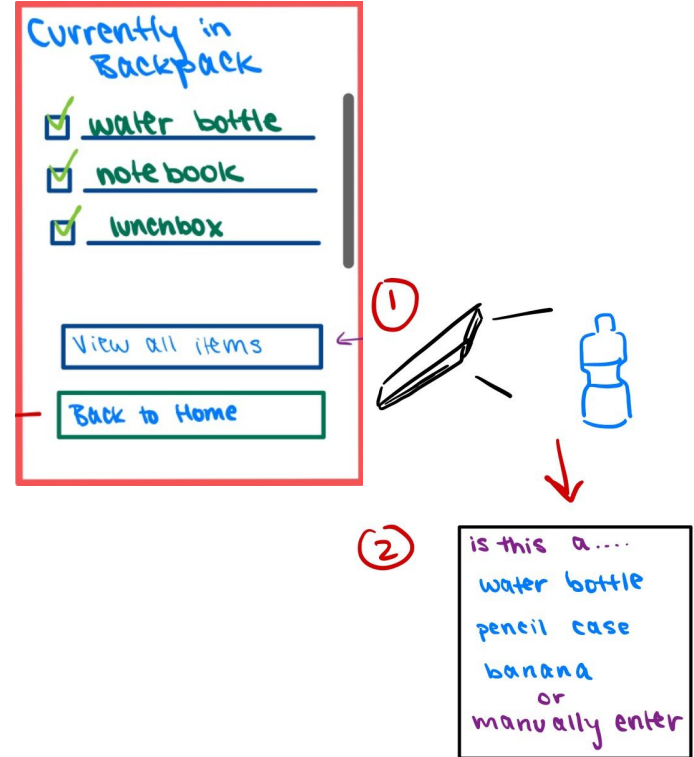 Currently in
Backpack
water bottle
notebook
lunchbox
View all items
Back to Home
1
2
is this a....
water bottle
pencil case
banana
or
manually enter